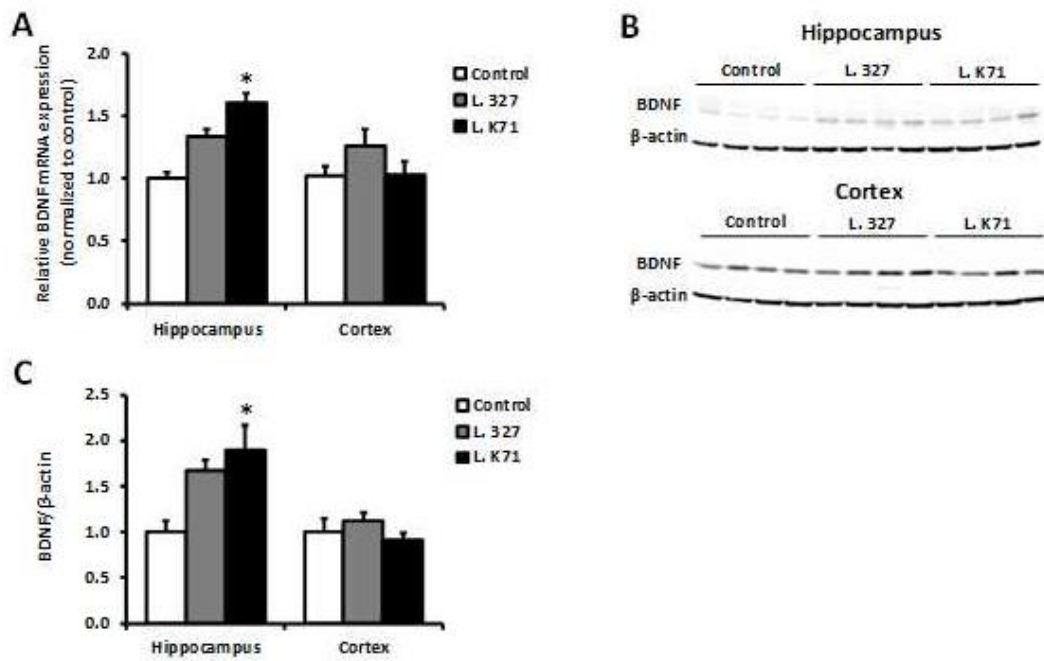 A
Relative BDNF mRNA expression
(normalized to control)
2.0
1.5
1.0
0.5
0.0
*
Control
L. 327
L. K71
Hippocampus
Cortex
B
Hippocampus
Control
L. 327
L. K71
BDNF
β-actin
Cortex
Control
L. 327
L. K71
BDNF
β-actin
C
BDNF/β-actin
2.5
2.0
1.5
1.0
0.5
0.0
*
Control
L. 327
L. K71
Hippocampus
Cortex